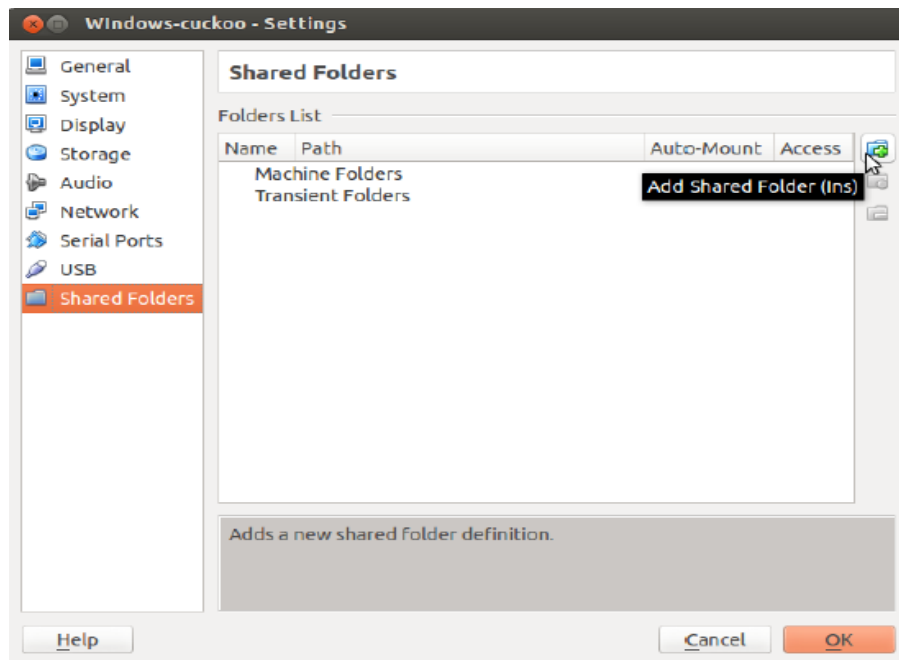 WIndows-cuckoo - Settings
General
System
Display
Storage
Audio
Network
Serial Ports
USB
Shared Folders
Shared Folders
Folders List
Name Path Auto-Mount Access
Machine Folders
Transient Folders
Add Shared Folder (Ins)
Adds a new shared folder definition.
Help Cancel OK